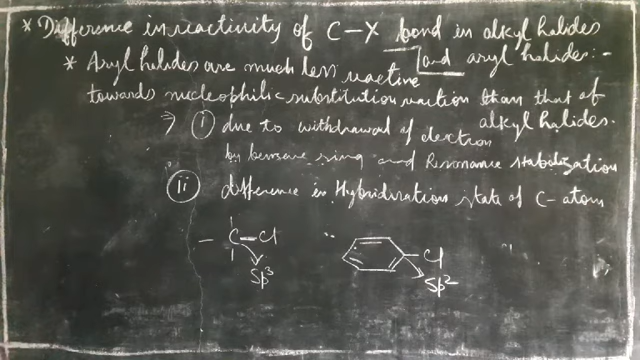 * Difference in reactivity of C-X bond in alkyl halides
and aryl halides:-
* Aryl halides are much less reactive
towards nucleophilic substitution reaction than that of
alkyl halides.
⇒ (i) due to withdrawal of electron
by benzene ring and Resonance stabilization
(ii) difference in Hybridization state of C-atom
-C-Cl
Sp³
Cl
Sp²